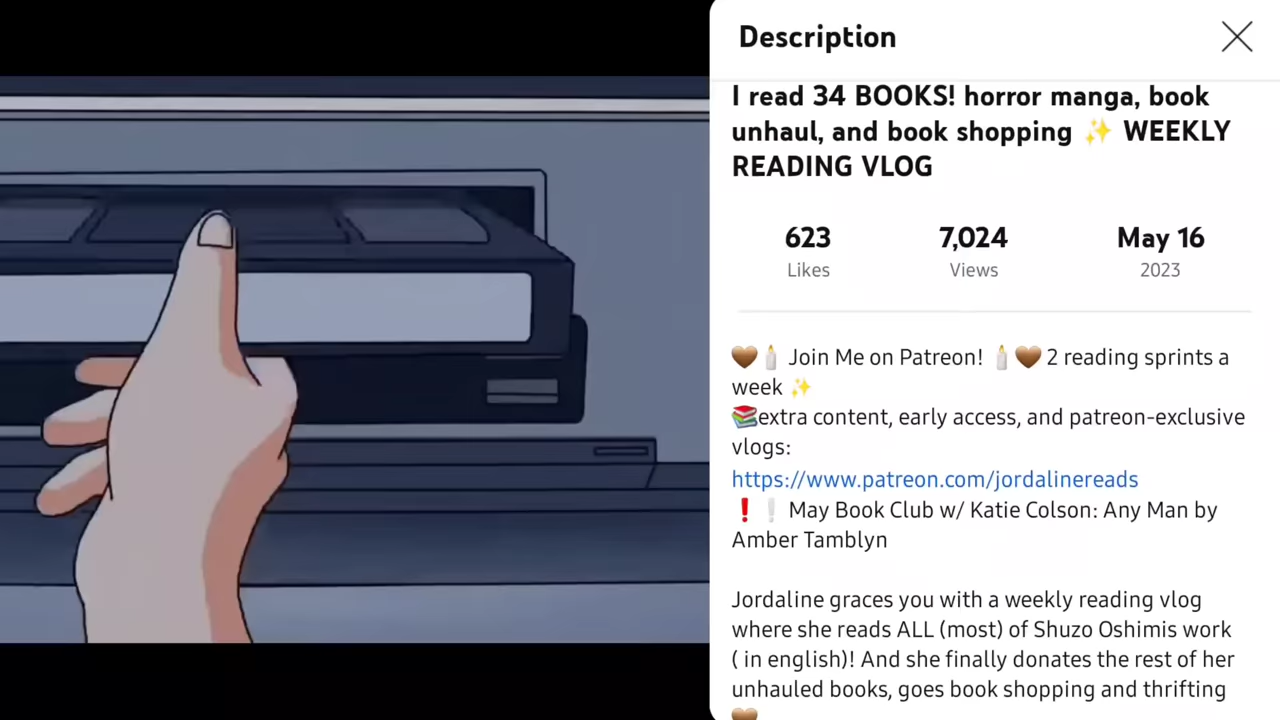 Description
I read 34 BOOKS! horror manga, book
unhaul, and book shopping ✨ WEEKLY
READING VLOG
623
7,024
May 16
Likes
Views
2023
🤎🕯️ Join Me on Patreon! 🕯️🤎 2 reading sprints a
week ✨
📚extra content, early access, and patreon-exclusive
vlogs:
https://www.patreon.com/jordalinereads
❗❕ May Book Club w/ Katie Colson: Any Man by
Amber Tamblyn
Jordaline graces you with a weekly reading vlog
where she reads ALL (most) of Shuzo Oshimis work
( in english)! And she finally donates the rest of her
unhauled books, goes book shopping and thrifting
🤎